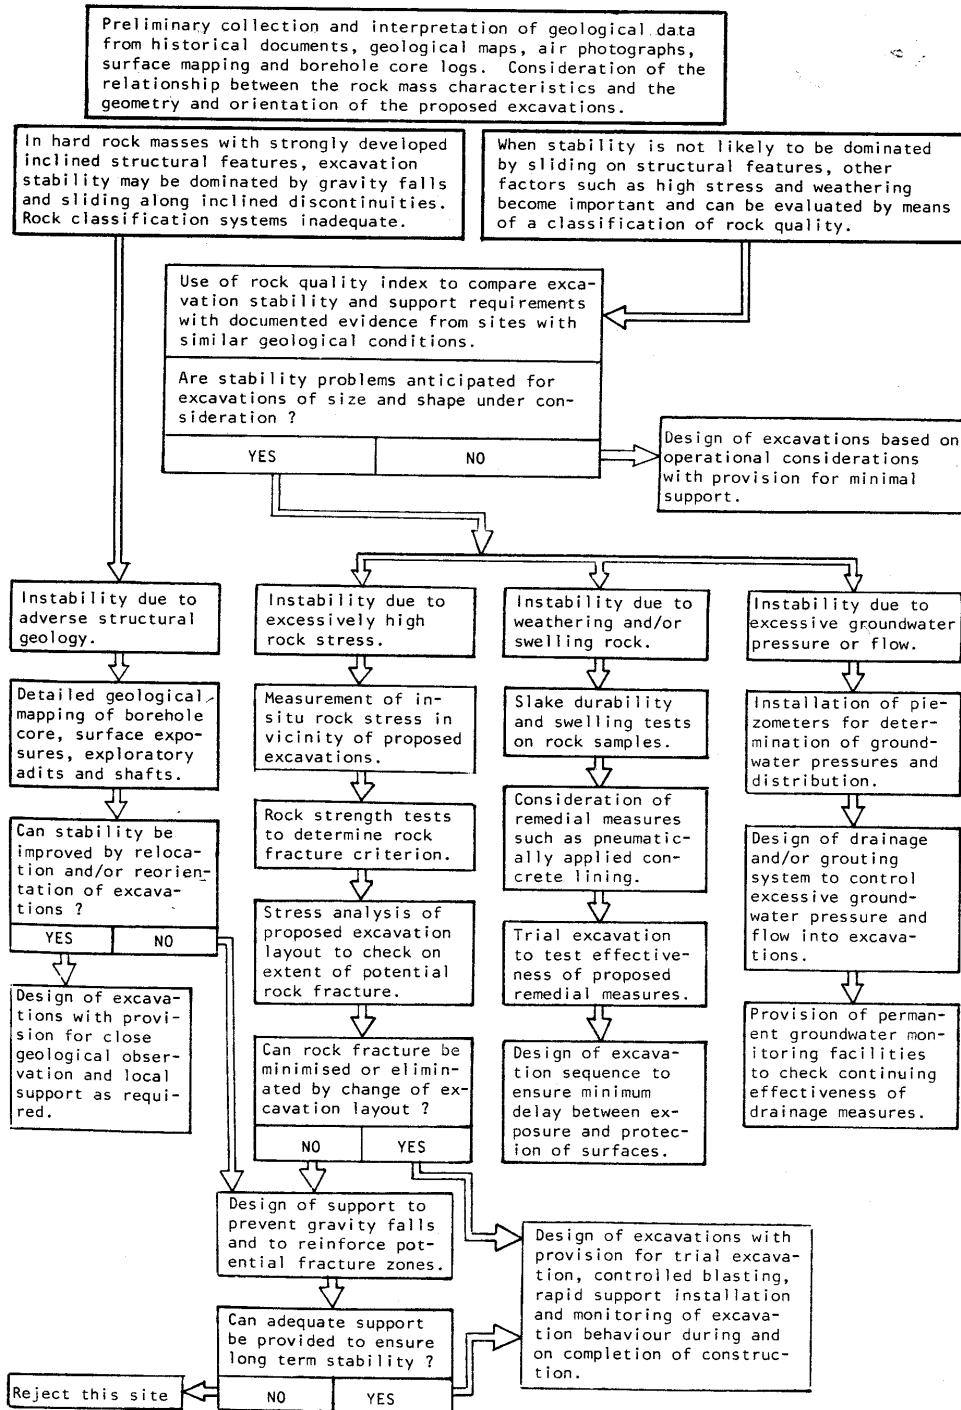 Preliminary collection and interpretation of geological data
from historical documents, geological maps, air photographs,
surface mapping and borehole core logs. Consideration of the
relationship between the rock mass characteristics and the
geometry and orientation of the proposed excavations.
In hard rock masses with strongly developed
inclined structural features, excavation
stability may be dominated by gravity falls
and sliding along inclined discontinuities.
Rock classification systems inadequate.
When stability is not likely to be dominated
by sliding on structural features, other
factors such as high stress and weathering
become important and can be evaluated by means
of a classification of rock quality.
Use of rock quality index to compare exca-
vation stability and support requirements
with documented evidence from sites with
similar geological conditions.
Are stability problems anticipated for
excavations of size and shape under con-
sideration ?
YES
NO
Design of excavations based on
operational considerations
with provision for minimal
support.
Instability due to
adverse structural
geology.
Detailed geological
mapping of borehole
core, surface expo-
sures, exploratory
adits and shafts.
Can stability be
improved by reloca-
tion and/or reorien-
tation of excava-
tions ?
YES
NO
Design of excava-
tions with provi-
sion for close
geological obser-
vation and local
support as requi-
red.
Instability due to
excessively high
rock stress.
Measurement of in-
situ rock stress in
vicinity of proposed
excavations.
Rock strength tests
to determine rock
fracture criterion.
Stress analysis of
proposed excavation
layout to check on
extent of potential
rock fracture.
Can rock fracture be
minimised or elimin-
ated by change of ex-
cavation layout ?
NO
YES
Instability due to
weathering and/or
swelling rock.
Slake durability
and swelling tests
on rock samples.
Consideration of
remedial measures
such as pneumatic-
ally applied con-
crete lining.
Trial excavation
to test effective-
ness of proposed
remedial measures.
Design of excava-
tion sequence to
ensure minimum
delay between ex-
posure and protect-
ion of surfaces.
Instability due to
excessive groundwater
pressure or flow.
Installation of pie-
zometers for deter-
mination of ground-
water pressures and
distribution.
Design of drainage
and/or grouting
system to control
excessive ground-
water pressure and
flow into excava-
tions.
Provision of perman-
ent groundwater mon-
itoring facilities
to check continuing
effectiveness of
drainage measures.
Design of support to
prevent gravity falls
and to reinforce pot-
ential fracture zones.
Can adequate support
be provided to ensure
long term stability ?
NO
YES
Reject this site
Design of excavations with
provision for trial excava-
tion, controlled blasting,
rapid support installation
and monitoring of excava-
tion behaviour during and
on completion of construc-
tion.